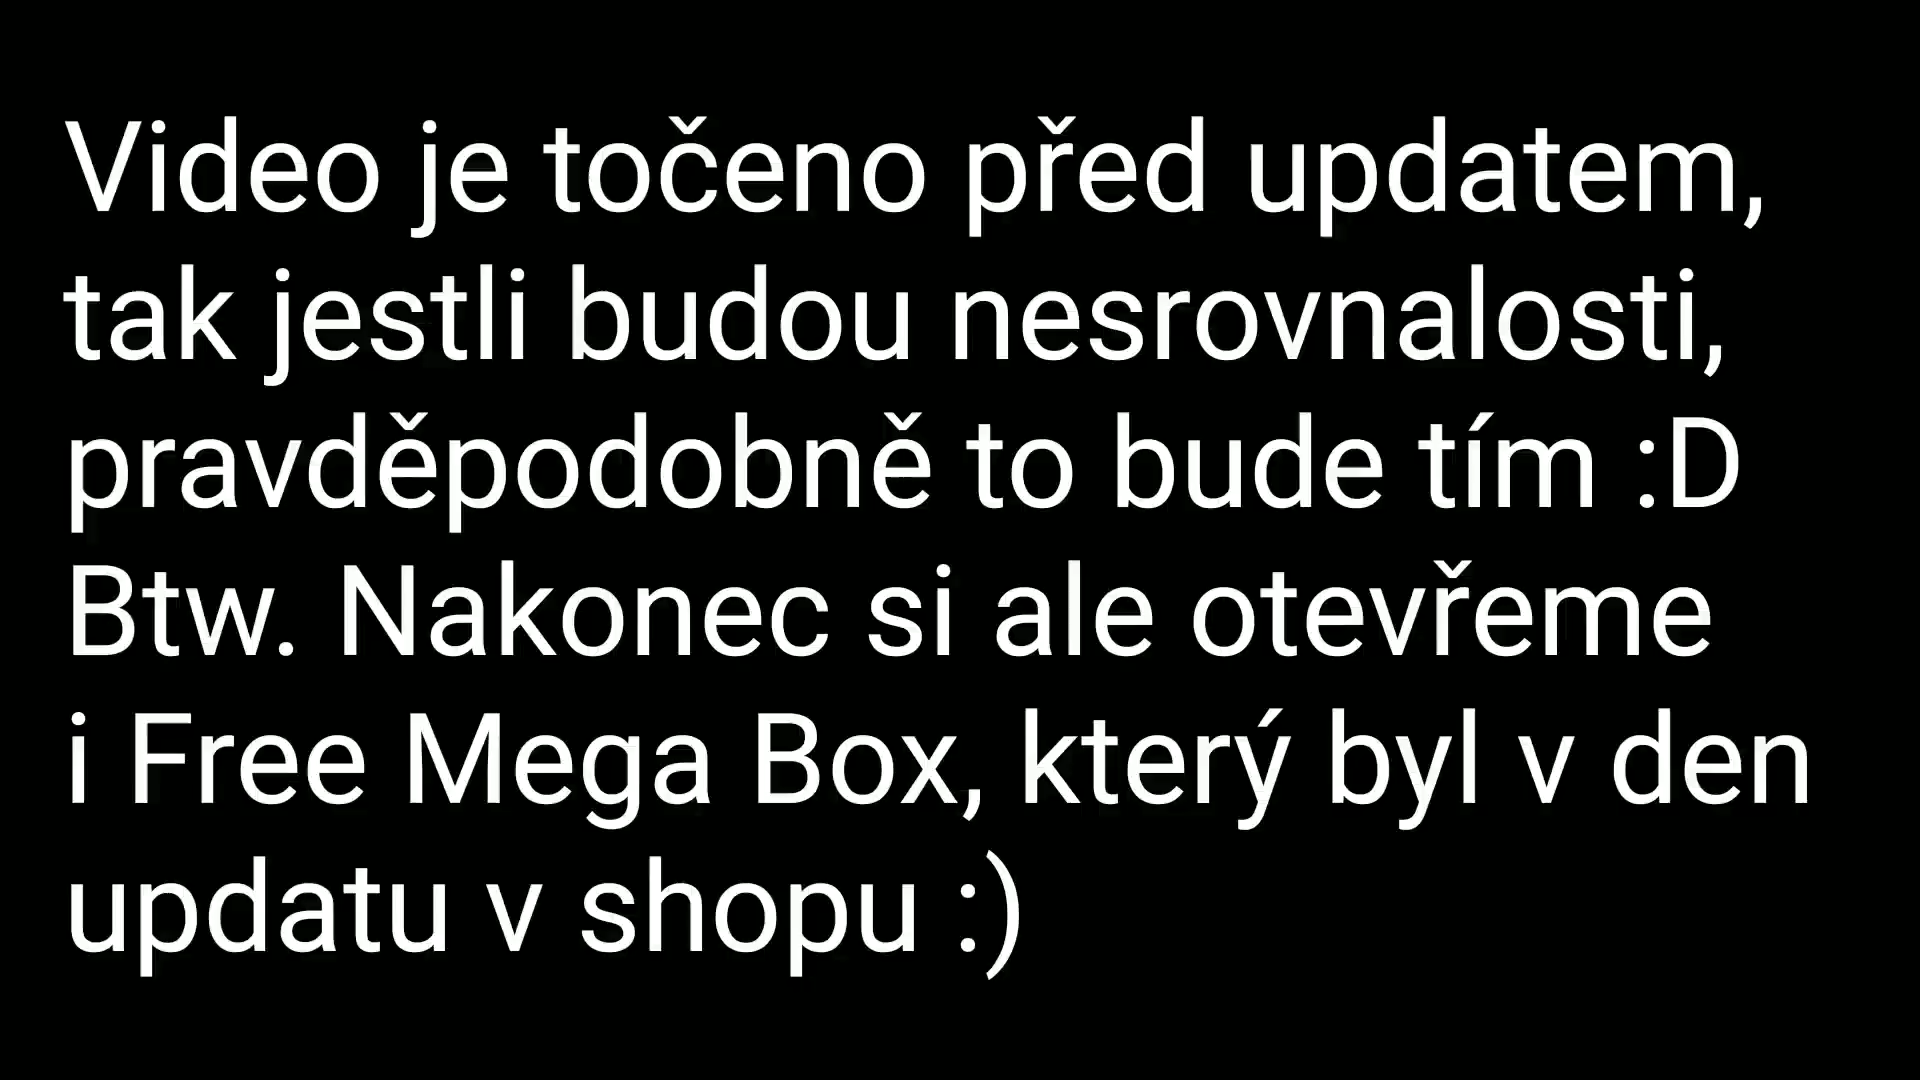 Video je točeno před updatem,
tak jestli budou nesrovnalosti,
pravděpodobně to bude tím :D
Btw. Nakonec si ale otevřeme
i Free Mega Box, který byl v den
updatu v shopu :)